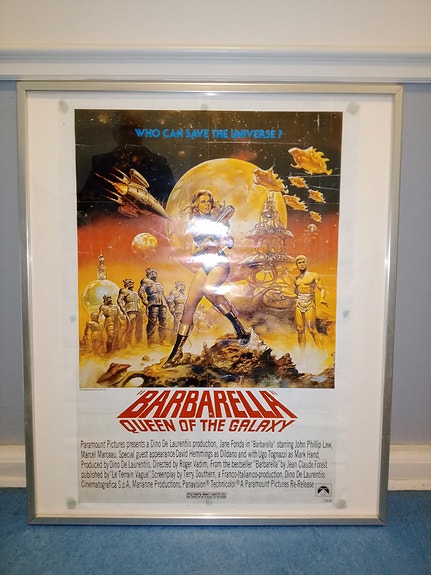 WHO CAN SAVE THE UNIVERSE?
"BARBARELLA"
QUEEN OF THE GALAXY
Paramount Pictures presents a Dino De Laurentiis production, Jane Fonda in "Barbarella" starring John Phillip Law,
Marcel Marceau, Special guest appearance David Hemmings as Dildano and with Ugo Tognazzi as Mark Hand,
Produced by Dino De Laurentiis, Directed by Roger Vadim, From the bestseller "Barbarella" by Jean Claude Forest
published by "Le Terrain Vague", Screenplay by Terry Southern, a Franco-Italian co-production, Dino De Laurentiis
Cinematografica S.p.A., Marianne Productions, Panavision® Technicolor® A Paramount Pictures Re-Release